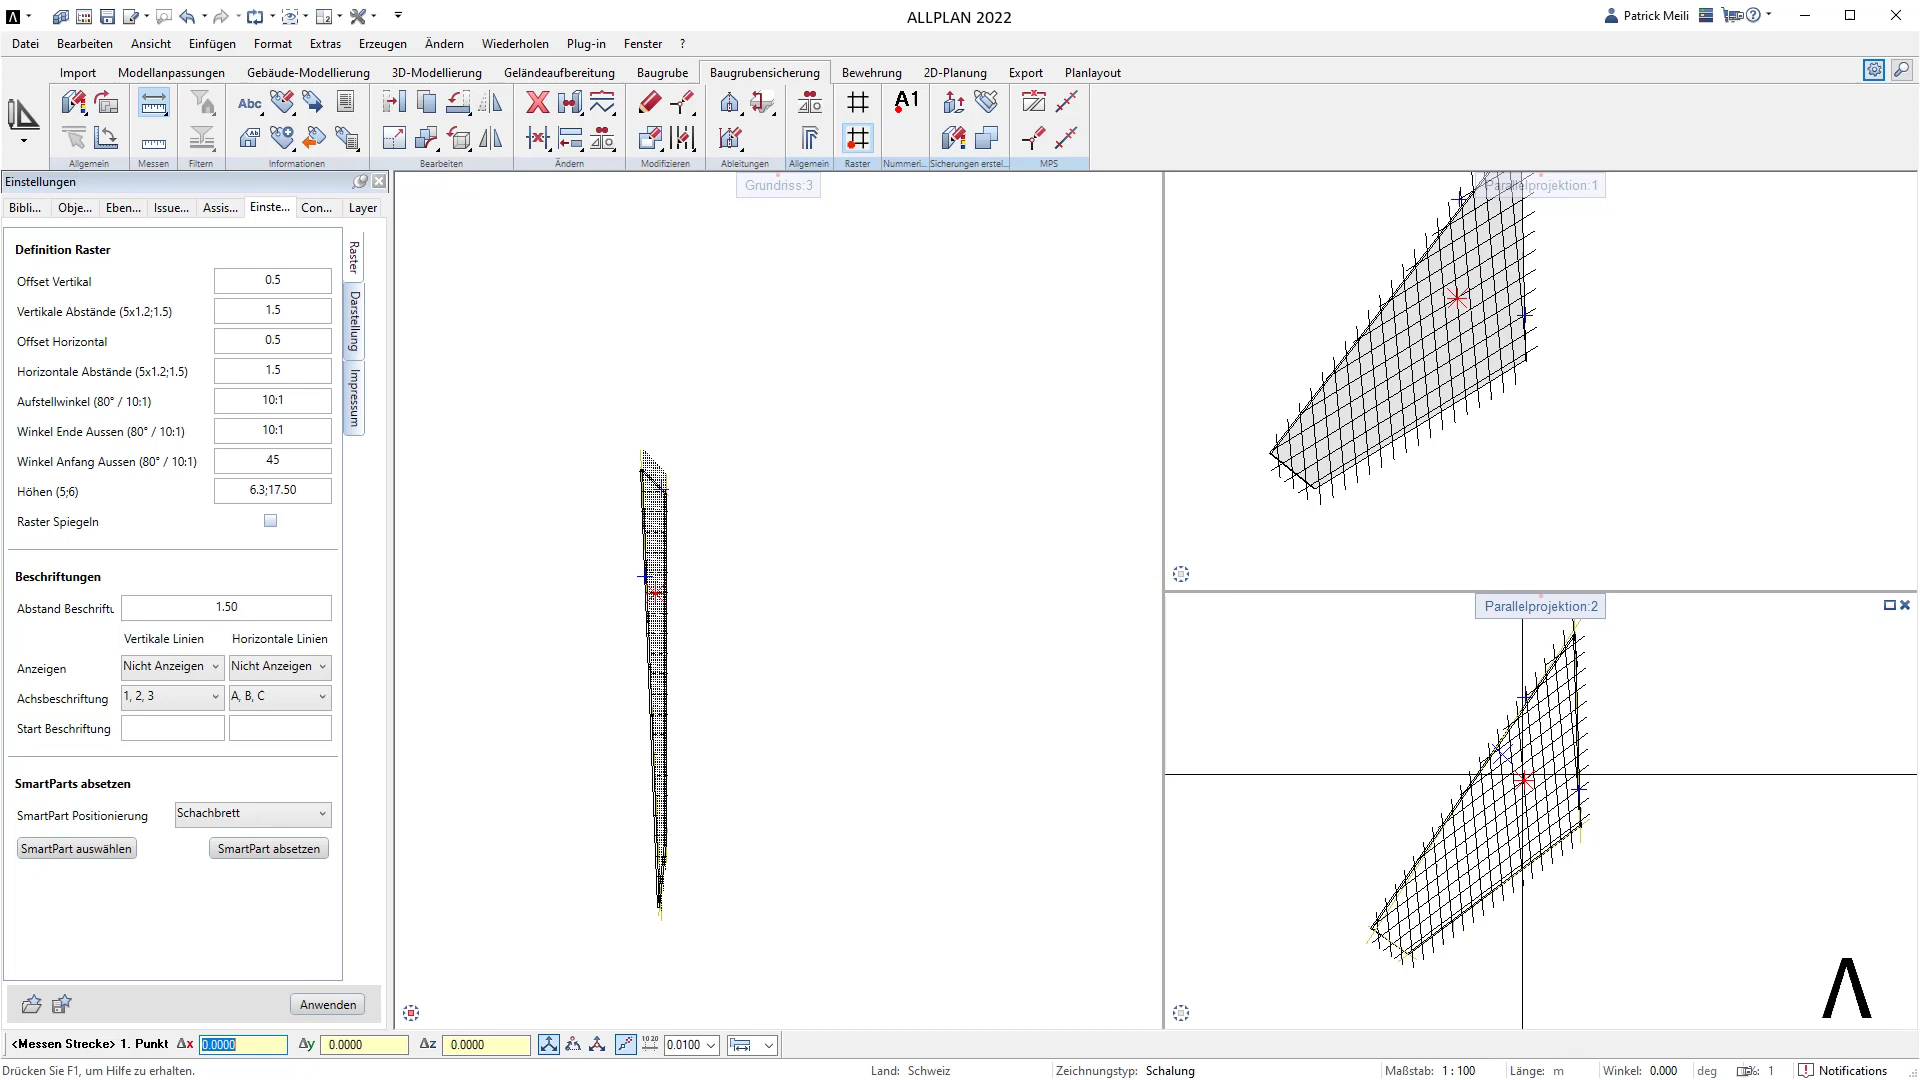 ALLPLAN 2022
Patrick Meili
Datei Bearbeiten Ansicht Einfügen Format Extras Erzeugen Ändern Wiederholen Plug-in Fenster ?
Import Modellanpassungen Gebäude-Modellierung 3D-Modellierung Geländeaufbereitung Baugrube Baugrubensicherung Bewehrung 2D-Planung Export Planlayout
Abc
A1
Allgemein Messen Filtern Informationen Bearbeiten Ändern Modifizieren Ableitungen Allgemein Raster Nummeri... Sicherungen erstel... MPS
Einstellungen
Bibli... Obje... Eben... Issue... Assis... Einste... Con... Layer
Raster
Darstellung
Impressum
Definition Raster
Offset Vertikal 0.5
Vertikale Abstände (5x1.2;1.5) 1.5
Offset Horizontal 0.5
Horizontale Abstände (5x1.2;1.5) 1.5
Aufstellwinkel (80° / 10:1) 10:1
Winkel Ende Aussen (80° / 10:1) 10:1
Winkel Anfang Aussen (80° / 10:1) 45
Höhen (5;6) 6.3;17.50
Raster Spiegeln
Beschriftungen
Abstand Beschriftu 1.50
Vertikale Linien Horizontale Linien
Anzeigen Nicht Anzeigen Nicht Anzeigen
Achsbeschriftung 1, 2, 3 A, B, C
Start Beschriftung
SmartParts absetzen
SmartPart Positionierung Schachbrett
SmartPart auswählen SmartPart absetzen
Anwenden
Grundriss:3
Parallelprojektion:1
Parallelprojektion:2
<Messen Strecke> 1. Punkt Δx 0.0000 Δy 0.0000 Δz 0.0000 0.0100
Drücken Sie F1, um Hilfe zu erhalten. Land: Schweiz Zeichnungstyp: Schalung Maßstab: 1 : 100 Länge: m Winkel: 0.000 deg %: 1 Notifications